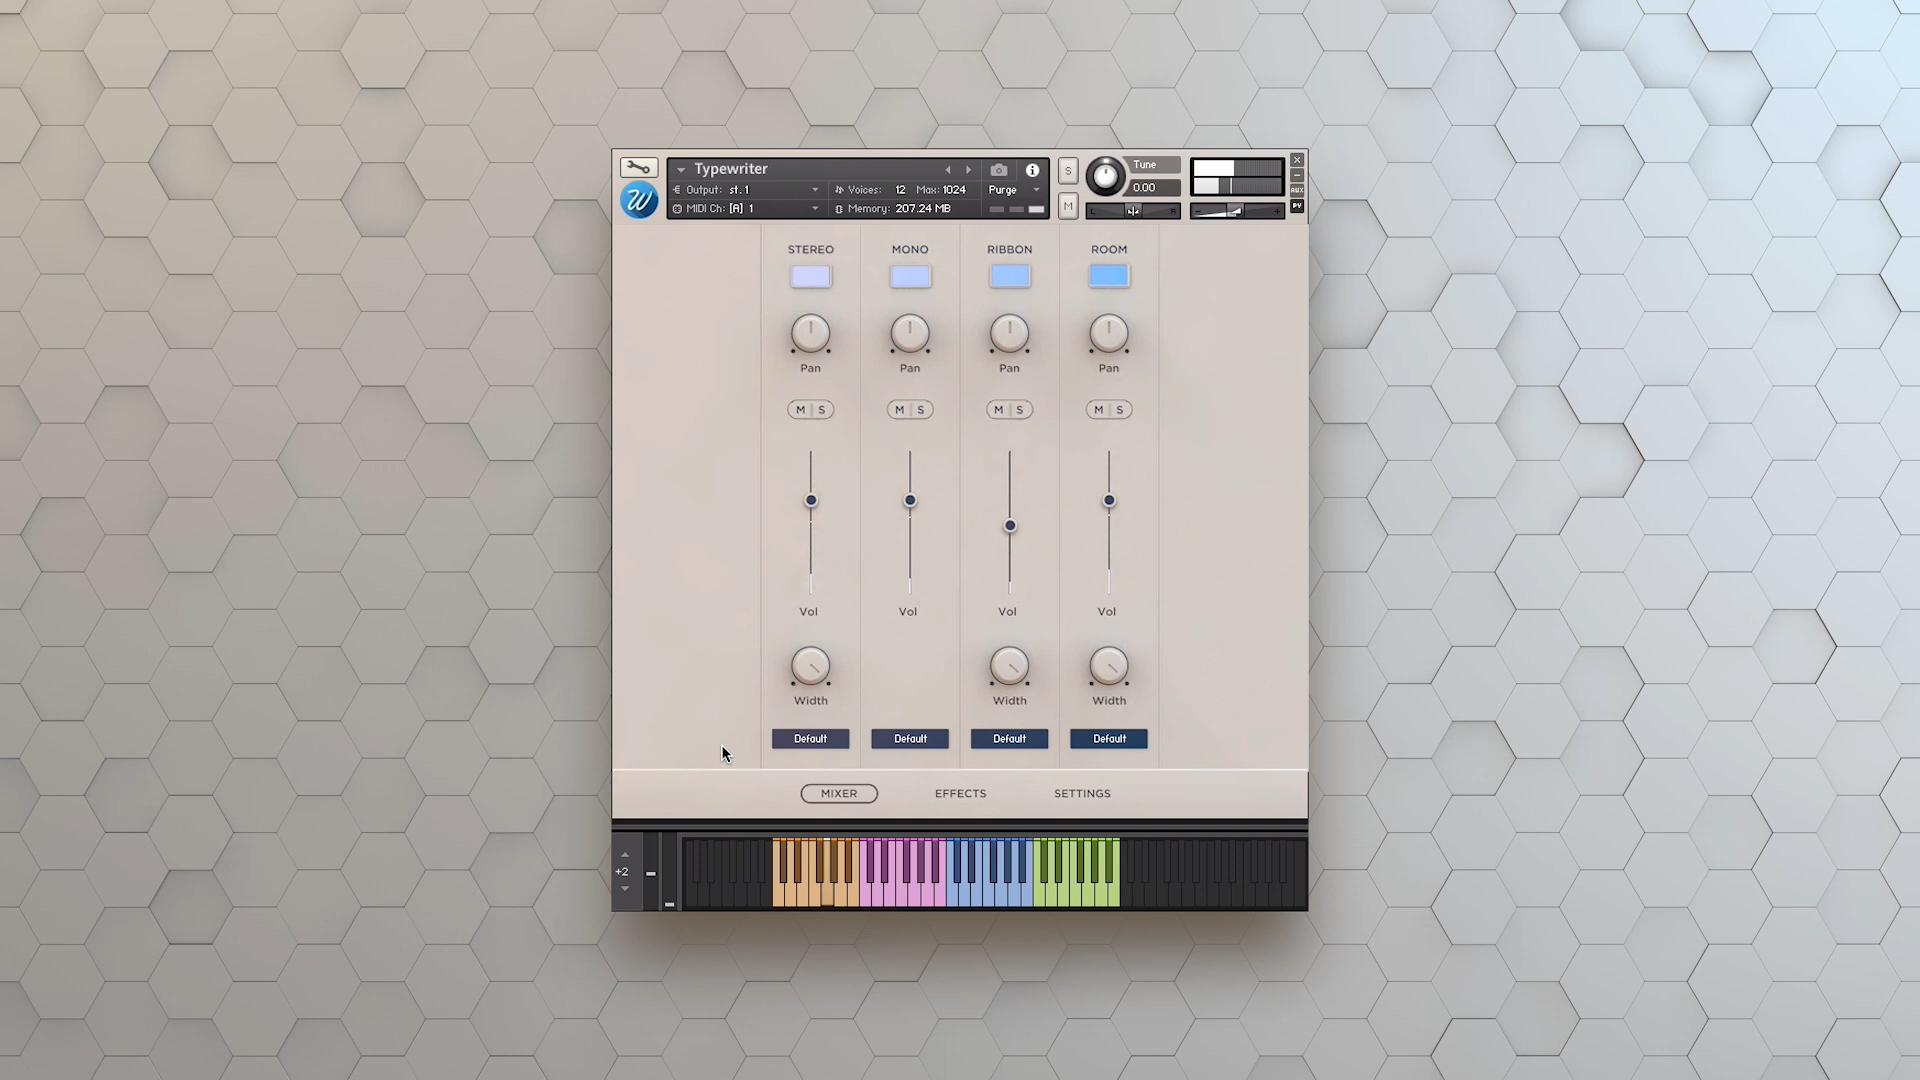 Typewriter
S
Tune
Output: st. 1
Voices: 12 Max: 1024
Purge
0.00
AUX
W
MIDI Ch: [A] 1
Memory: 207.24 MB
M
PV
L R
STEREO MONO RIBBON ROOM
Pan Pan Pan Pan
M S M S M S M S
Vol Vol Vol Vol
Width Width Width
Default Default Default Default
MIXER EFFECTS SETTINGS
+2